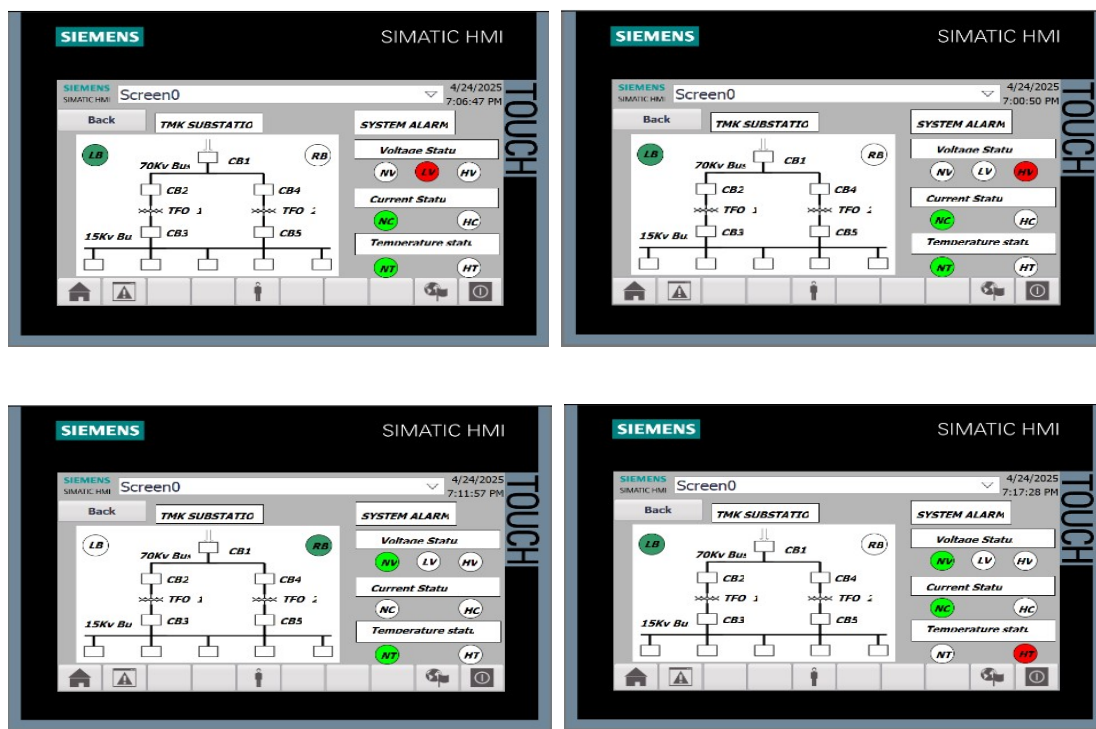 SIEMENS
SIMATIC HMI
SIEMENS
SIMATIC HMI
Screen0
4/24/2025
7:06:47 PM
TOUCH
Back
TMK SUBSTATIO
SYSTEM ALARM
LB
RB
70Kv Bus
CB1
Voltage Statu
NV LV HV
CB2
CB4
Current Statu
TFO 1
TFO
NC HC
15Kv Bu
CB3
CB5
Temperature stat
NT HT
SIEMENS
SIMATIC HMI
SIEMENS
SIMATIC HMI
Screen0
4/24/2025
7:00:50 PM
TOUCH
Back
TMK SUBSTATIO
SYSTEM ALARM
LB
RB
70Kv Bus
CB1
Voltage Statu
NV LV HV
CB2
CB4
Current Statu
TFO 1
TFO
NC HC
15Kv Bu
CB3
CB5
Temperature stat
NT HT
SIEMENS
SIMATIC HMI
SIEMENS
SIMATIC HMI
Screen0
4/24/2025
7:11:57 PM
TOUCH
Back
TMK SUBSTATIO
SYSTEM ALARM
LB
RB
70Kv Bus
CB1
Voltage Statu
NV LV HV
CB2
CB4
Current Statu
TFO 1
TFO
NC HC
15Kv Bu
CB3
CB5
Temperature stat
NT HT
SIEMENS
SIMATIC HMI
SIEMENS
SIMATIC HMI
Screen0
4/24/2025
7:17:28 PM
TOUCH
Back
TMK SUBSTATIO
SYSTEM ALARM
LB
RB
70Kv Bus
CB1
Voltage Statu
NV LV HV
CB2
CB4
Current Statu
TFO 1
TFO
NC HC
15Kv Bu
CB3
CB5
Temperature stat
NT HT